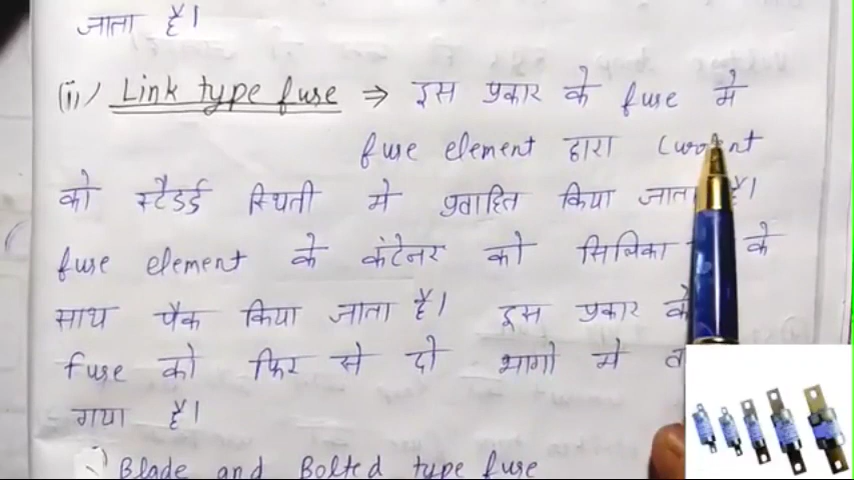 जाता है।
(ii) Link type fuse ⇒ इस प्रकार के fuse मे
fuse element द्वारा Current
को स्टैडर्ड स्थिती मे प्रवाहित किया जाता है।
fuse element के कंटेनर को सिलिका के
साथ पैक किया जाता है। इस प्रकार के
fuse को फिर से दो भागो मे
गया है।
Blade and Bolted type fuse